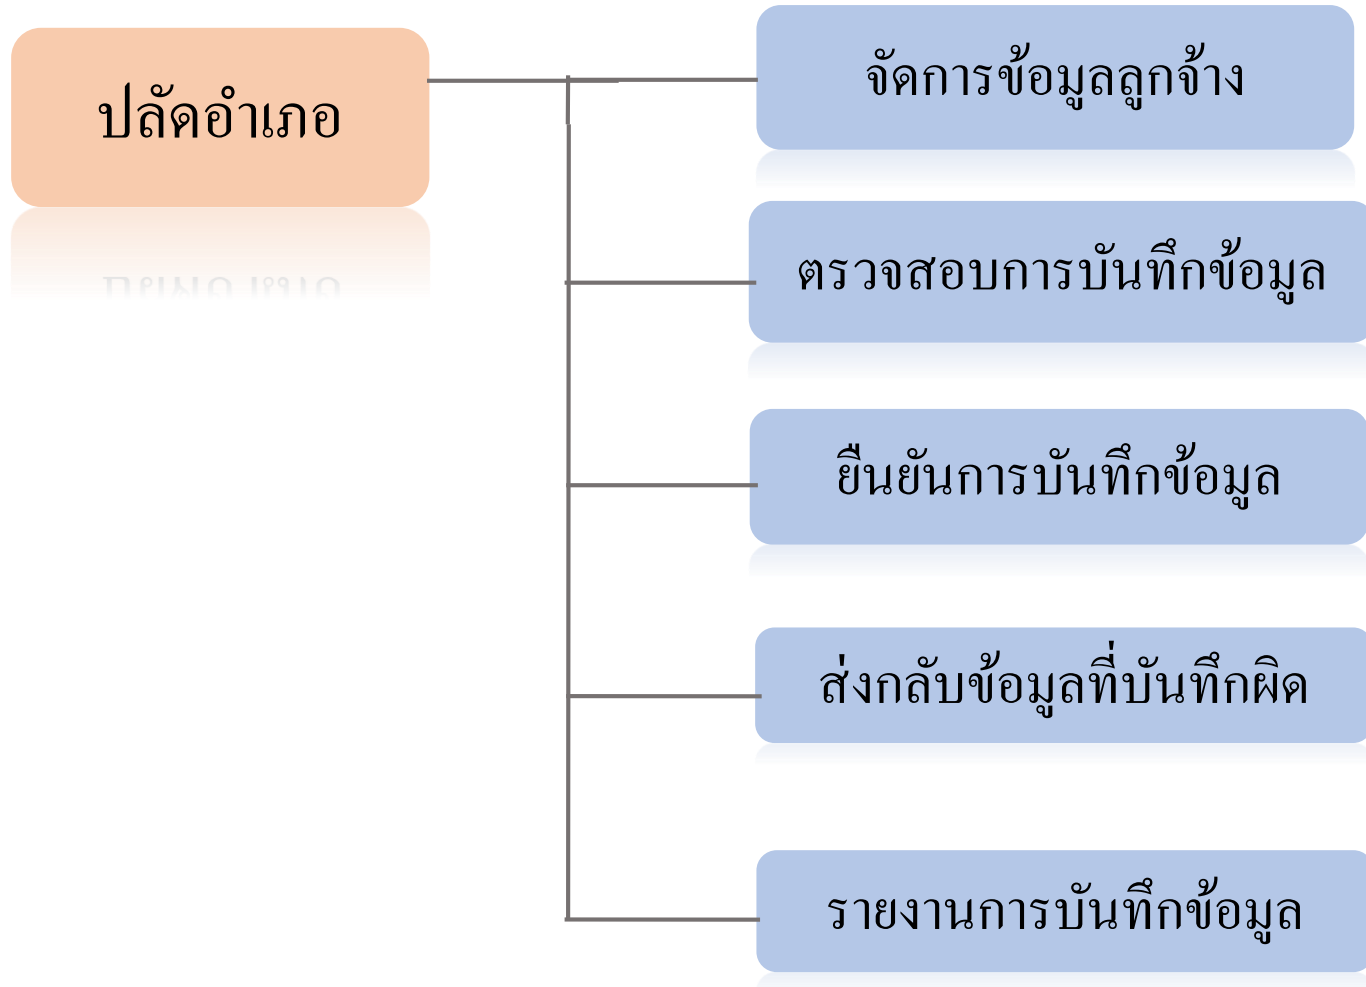 ปลัดอำเภอ
จัดการข้อมูลลูกจ้าง
ตรวจสอบการบันทึกข้อมูล
ยืนยันการบันทึกข้อมูล
ส่งกลับข้อมูลที่บันทึกผิด
รายงานการบันทึกข้อมูล